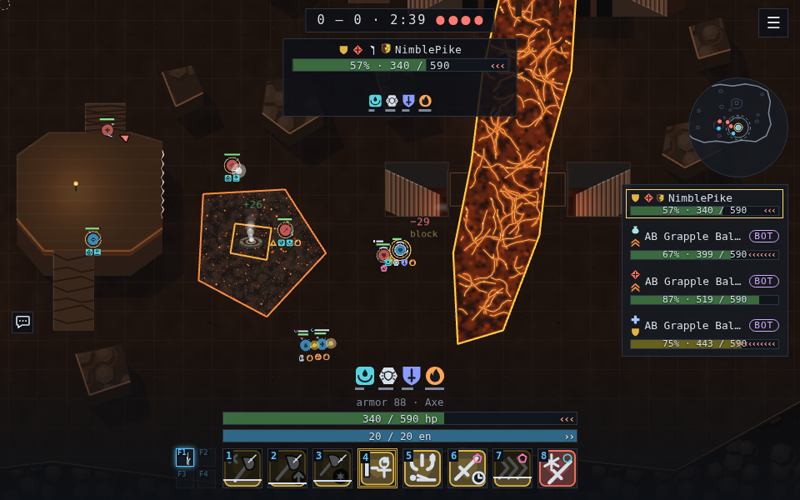 0 – 0 · 2:39
NimblePike
57% · 340 / 590 ‹‹‹
NimblePike
57% · 340 / 590 ‹‹‹
AB Grapple Bal… BOT
67% · 399 / 590 ‹‹‹‹‹‹‹
AB Grapple Bal… BOT
87% · 519 / 590
AB Grapple Bal… BOT
75% · 443 / 590 ‹‹‹‹‹‹‹
+26
−29
block
armor 88 · Axe
340 / 590 hp ‹‹‹
20 / 20 en ››
F1 F2
F3 F4
1 2 3 4 5 6 7 8